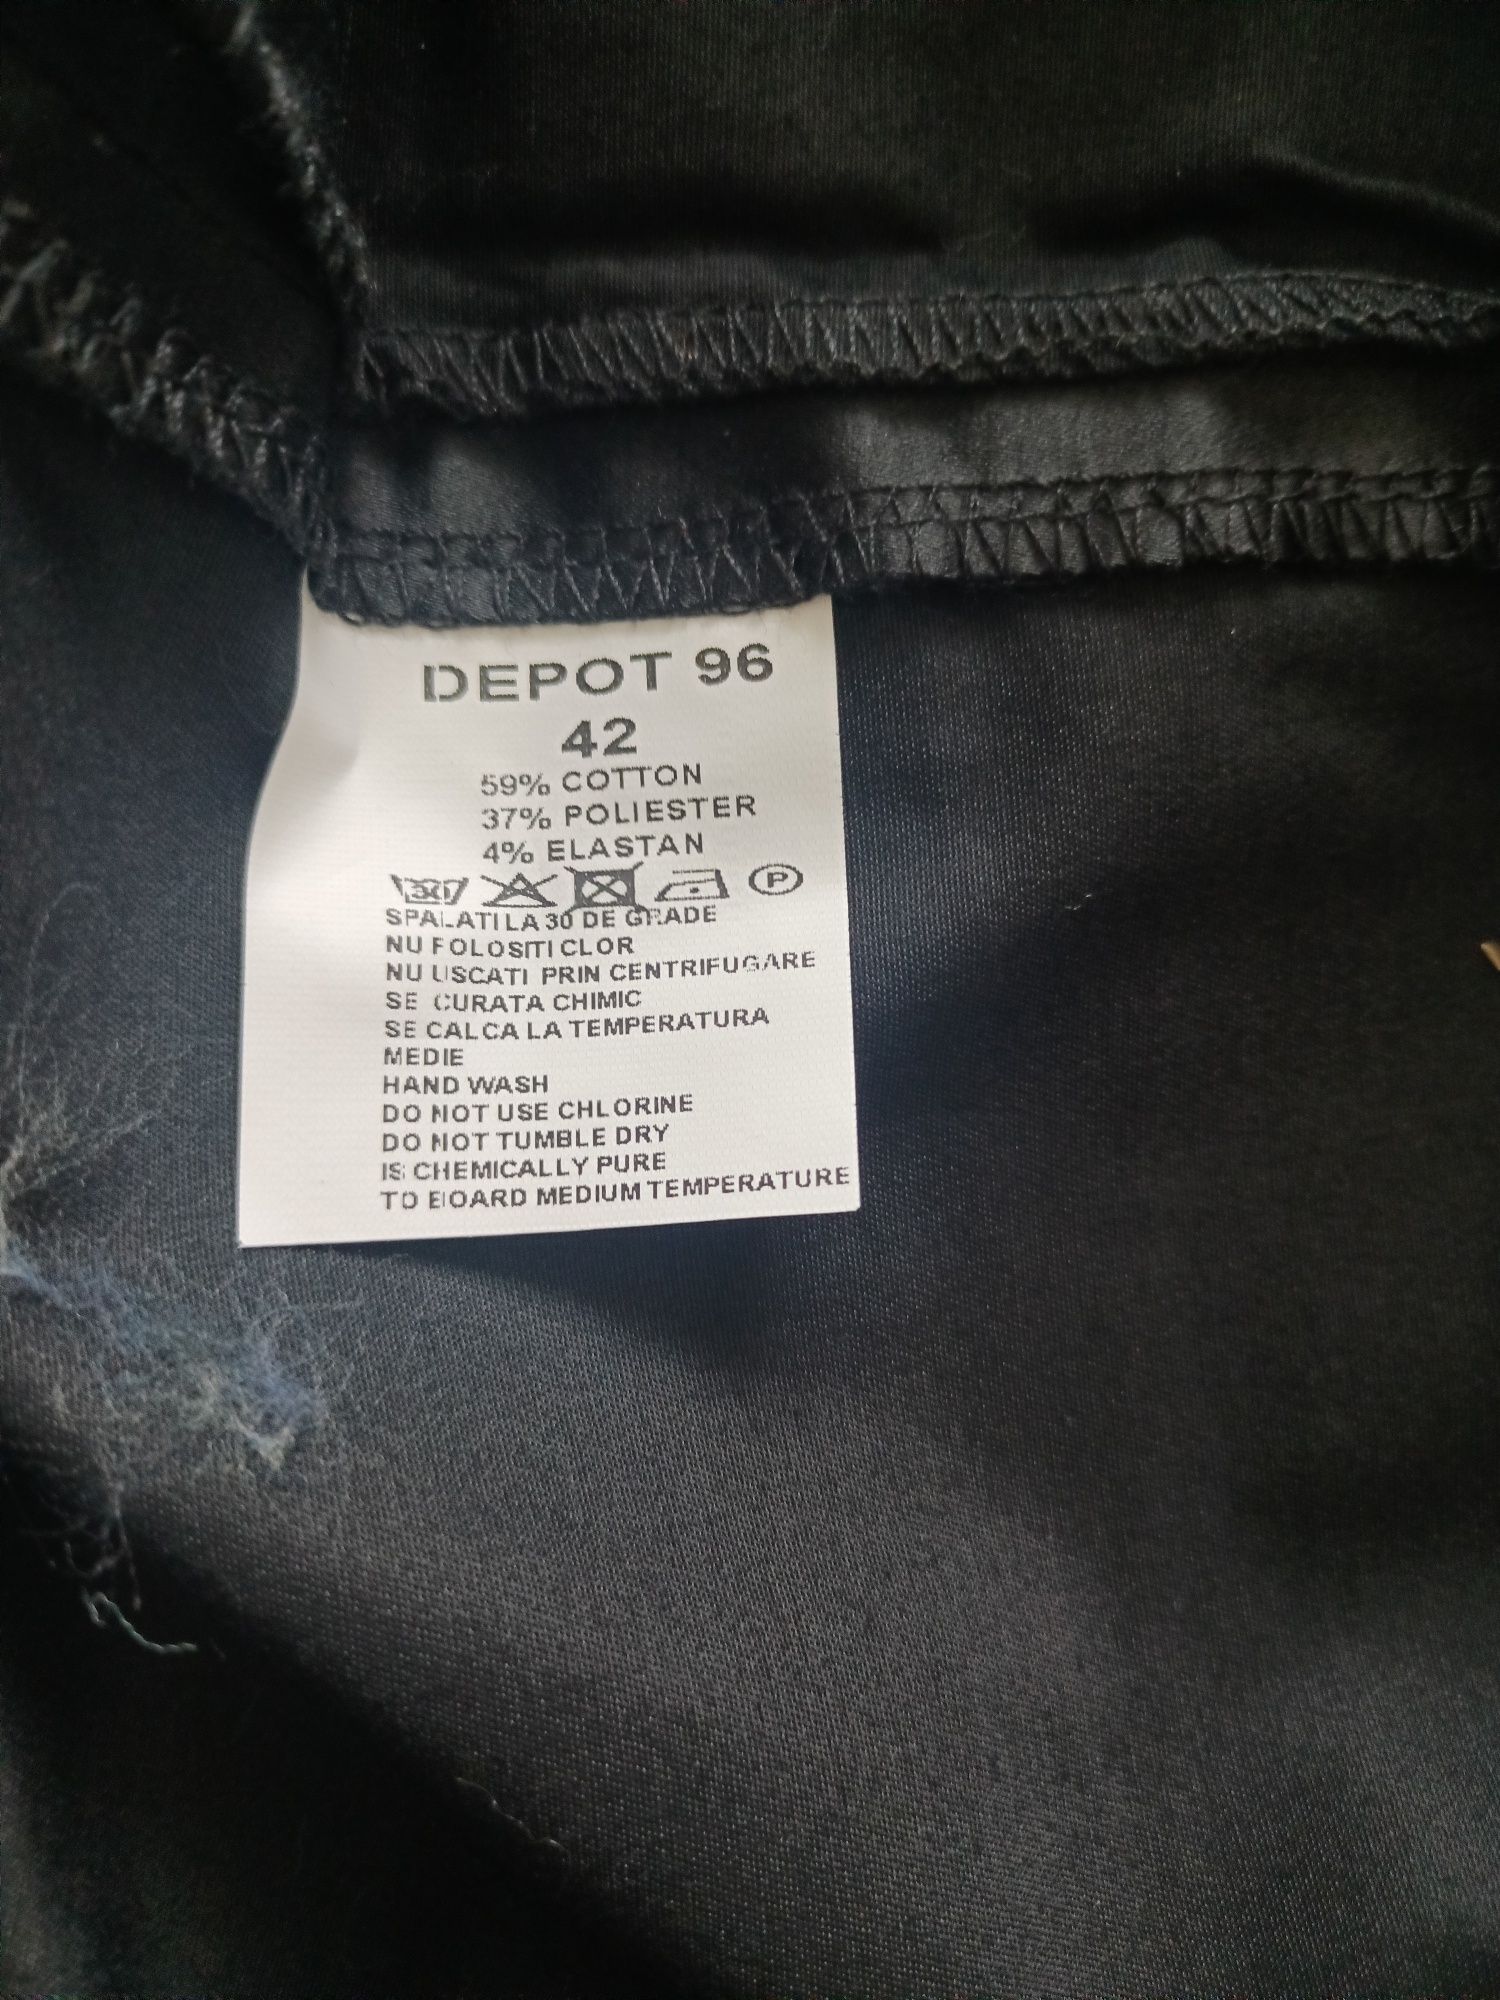 DEPOT 96
42
59% COTTON
37% POLIESTER
4% ELASTAN
30 P
SPALATI LA 30 DE GRADE
NU FOLOSITI CLOR
NU USCATI PRIN CENTRIFUGARE
SE CURATA CHIMIC
SE CALCA LA TEMPERATURA
MEDIE
HAND WASH
DO NOT USE CHLORINE
DO NOT TUMBLE DRY
IS CHEMICALLY PURE
TO BOARD MEDIUM TEMPERATURE